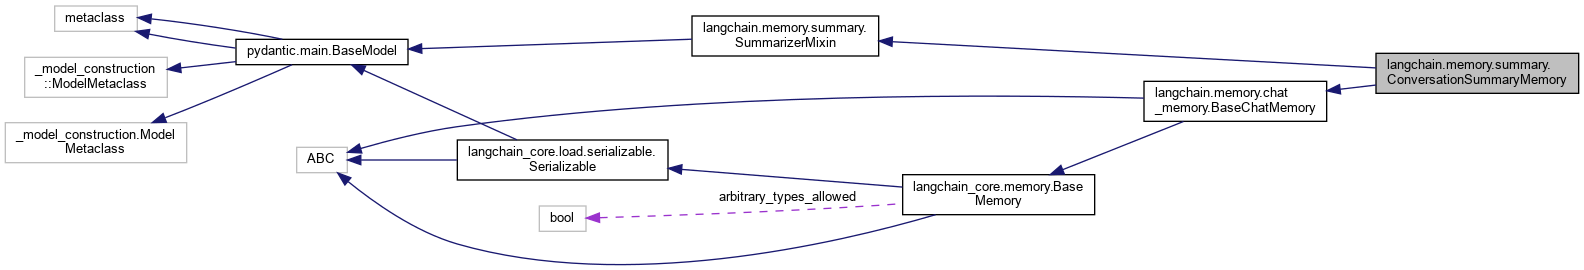 metaclass
pydantic.main.BaseModel
_model_construction
::ModelMetaclass
_model_construction.Model
Metaclass
langchain.memory.summary.
SummarizerMixin
langchain.memory.summary.
ConversationSummaryMemory
langchain.memory.chat
_memory.BaseChatMemory
ABC
langchain_core.load.serializable.
Serializable
langchain_core.memory.Base
Memory
arbitrary_types_allowed
bool